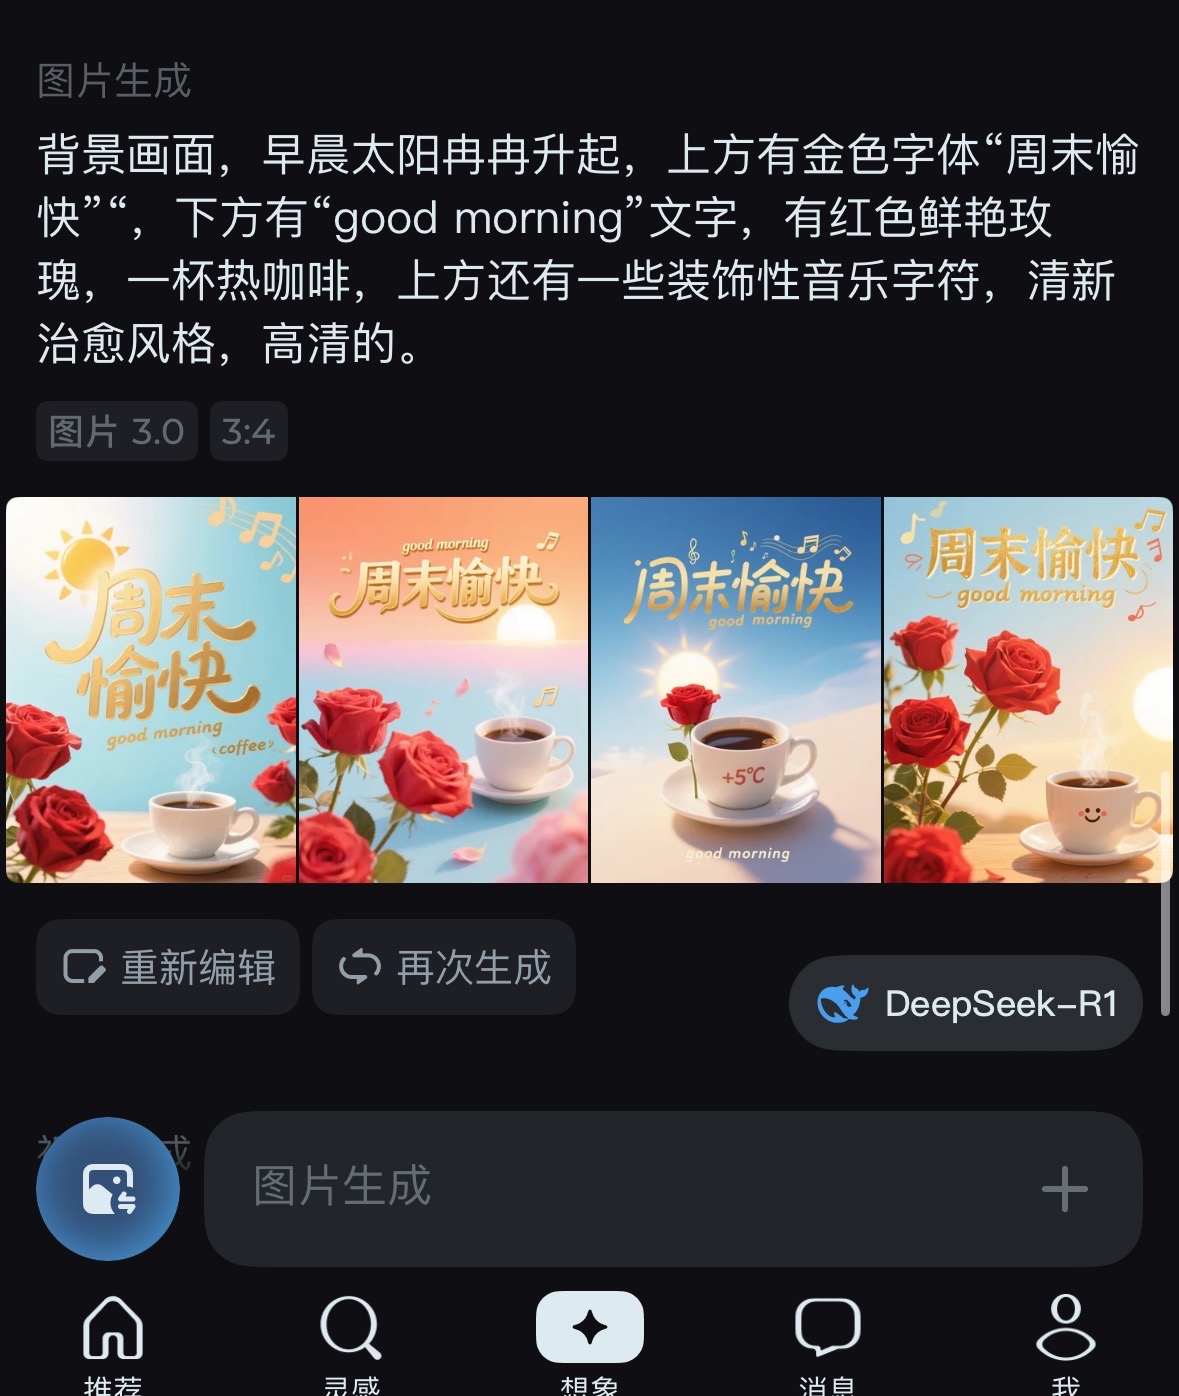 图片生成
背景画面，早晨太阳冉冉升起，上方有金色字体“周末愉
快”“，下方有“good morning”文字，有红色鲜艳玫
瑰，一杯热咖啡，上方还有一些装饰性音乐字符，清新
治愈风格，高清的。
图片 3.0
3:4
周末
愉快
good morning
coffee
good morning
周末愉快
周末愉快
good morning
+5℃
good morning
周末愉快
good morning
重新编辑
再次生成
DeepSeek-R1
图片生成
推荐
灵感
想象
消息
我